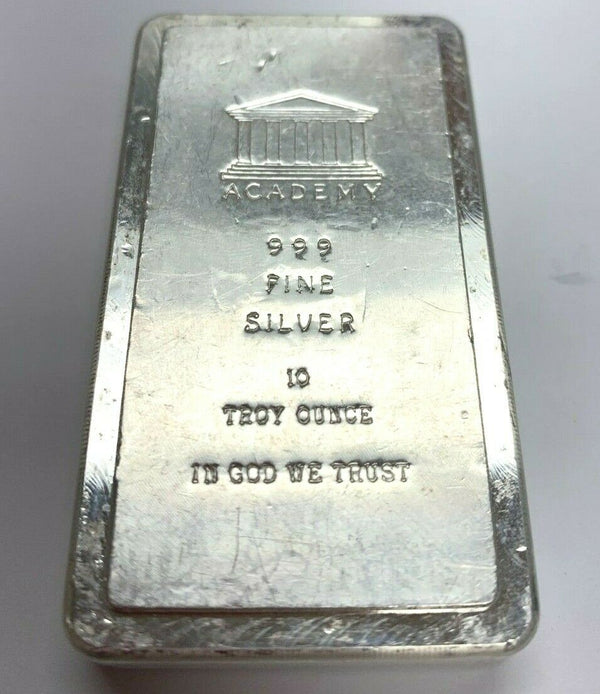 ACADEMY
999
FINE
SILVER
10
TROY OUNCE
IN GOD WE TRUST